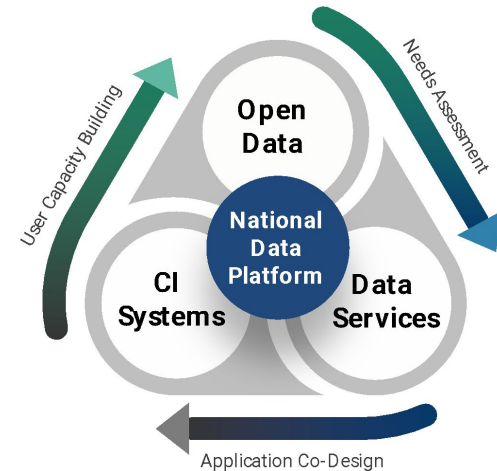 Open
Data
Needs Assessment
User Capacity Building
National
Data
Platform
CI
Systems
Data
Services
Application Co-Design